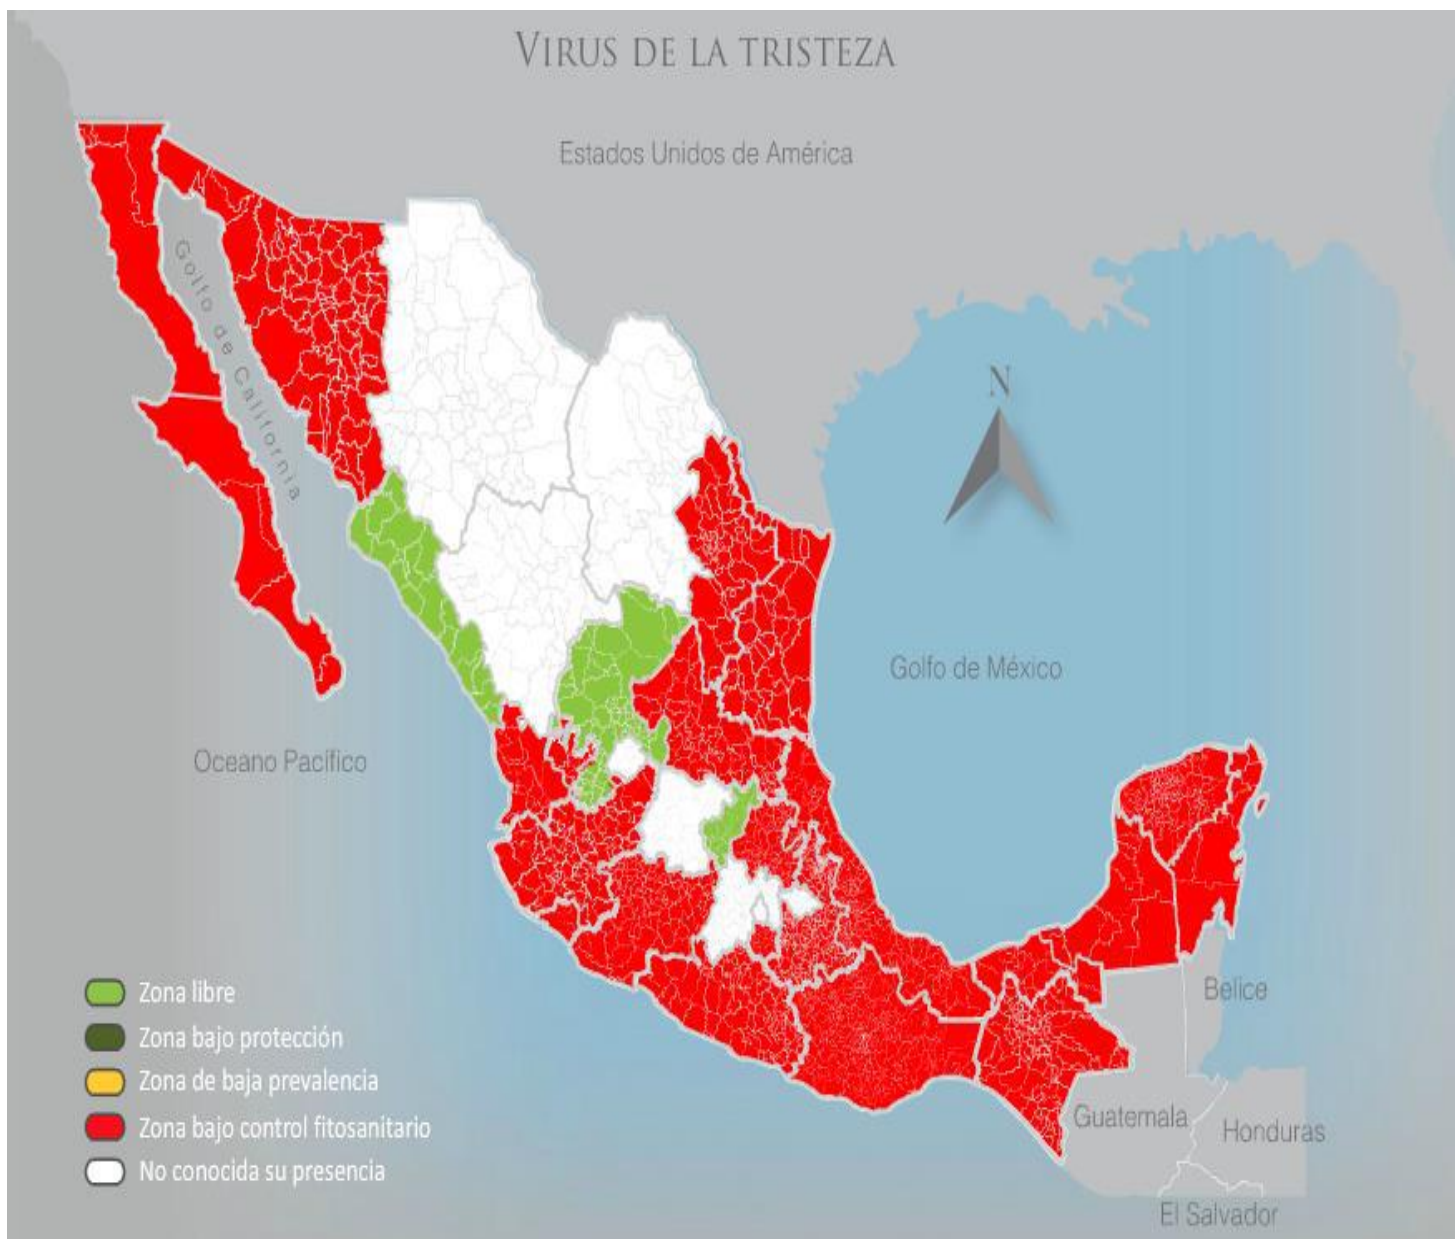 VIRUS DE LA TRISTEZA
Estados Unidos de América
Golfo de California
N
Golfo de México
Oceano Pacífico
Zona libre
Zona bajo protección
Zona de baja prevalencia
Zona bajo control fitosanitario
No conocida su presencia
Belice
Guatemala
Honduras
El Salvador